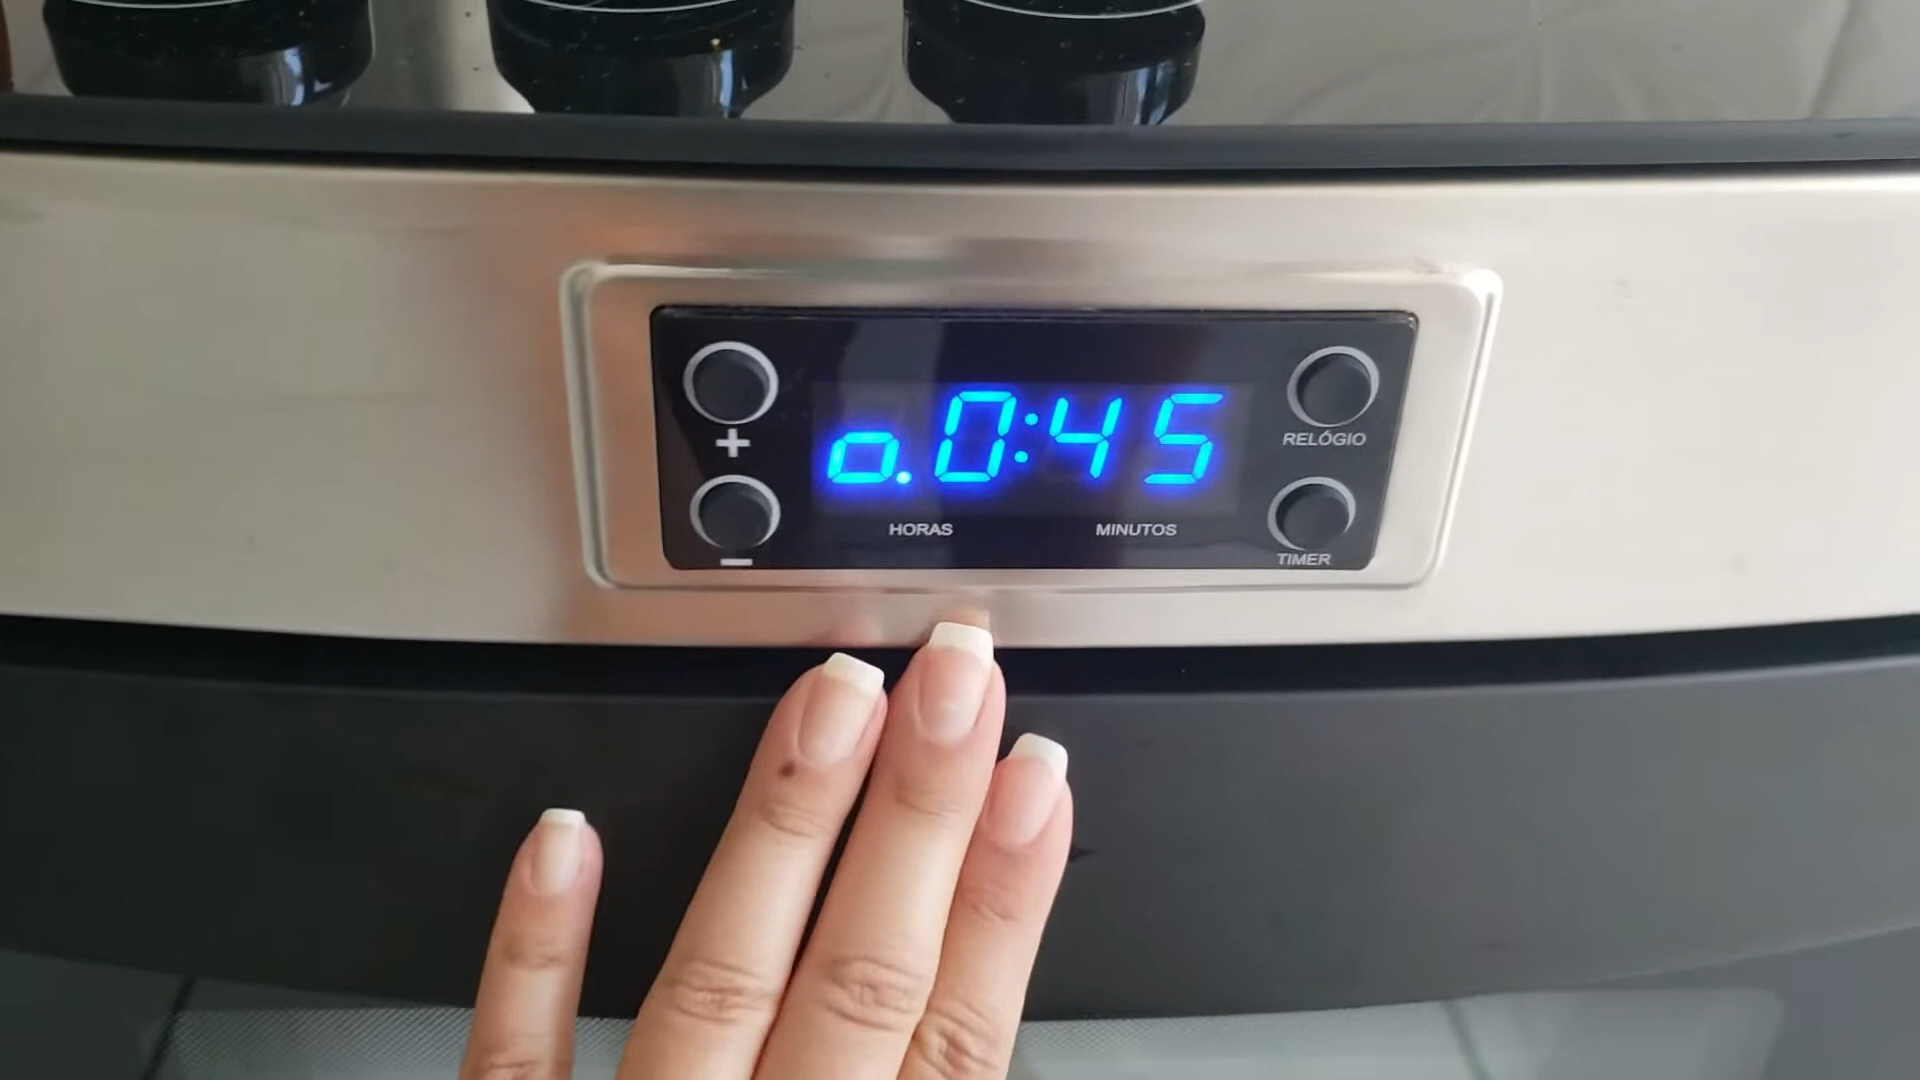 +
o.0:45
RELÓGIO
HORAS
MINUTOS
−
TIMER